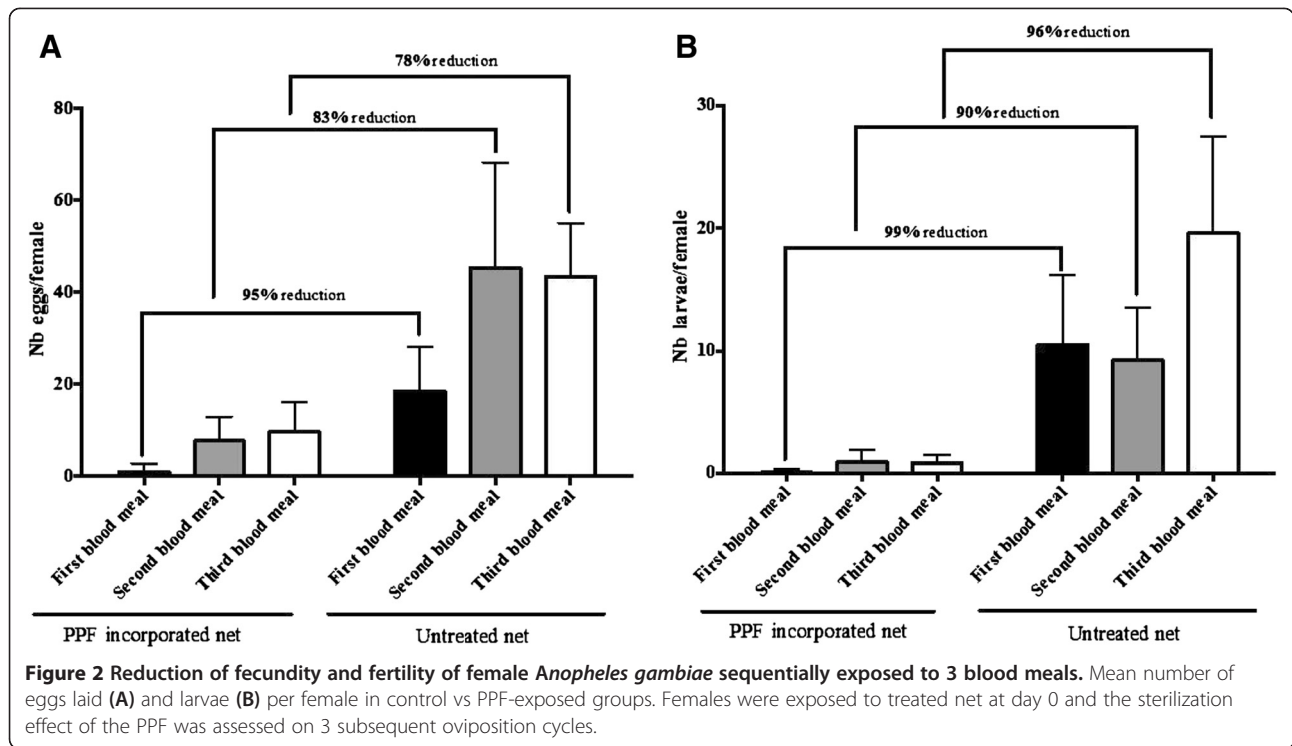 A
78% reduction
83% reduction
95% reduction
80
60
40
20
0
Nb eggs/female
First blood meal
Second blood meal
Third blood meal
First blood meal
Second blood meal
Third blood meal
PPF incorporated net
Untreated net
B
96% reduction
90% reduction
99% reduction
30
20
10
0
Nb larvae/female
First blood meal
Second blood meal
Third blood meal
First blood meal
Second blood meal
Third blood meal
PPF incorporated net
Untreated net
Figure 2 Reduction of fecundity and fertility of female Anopheles gambiae sequentially exposed to 3 blood meals. Mean number of
eggs laid (A) and larvae (B) per female in control vs PPF-exposed groups. Females were exposed to treated net at day 0 and the sterilization
effect of the PPF was assessed on 3 subsequent oviposition cycles.